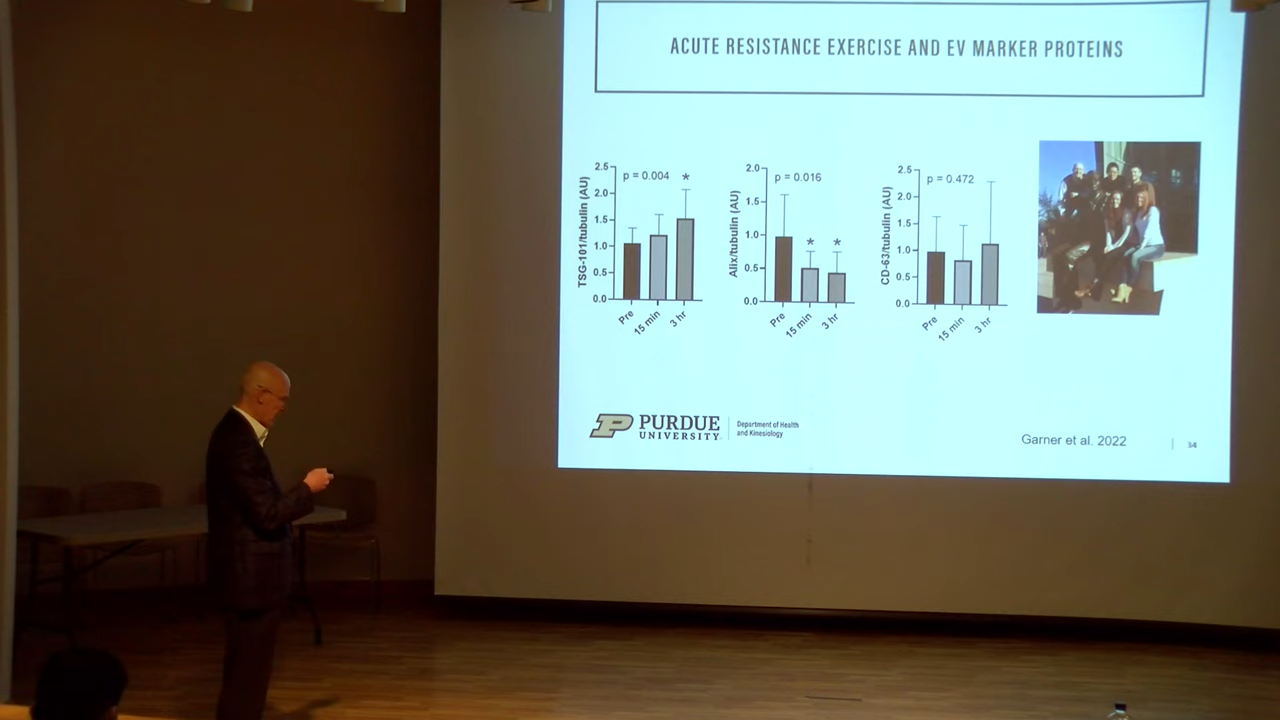 ACUTE RESISTANCE EXERCISE AND EV MARKER PROTEINS
TSG-101/tubulin (AU)
2.5
2.0
1.5
1.0
0.5
0.0
p = 0.004
*
Pre
15 min
3 hr
Alix/tubulin (AU)
2.0
1.5
1.0
0.5
0.0
p = 0.016
* *
Pre
15 min
3 hr
CD-63/tubulin (AU)
2.5
2.0
1.5
1.0
0.5
0.0
p = 0.472
Pre
15 min
3 hr
PURDUE
UNIVERSITY
Department of Health
and Kinesiology
Garner et al. 2022
34